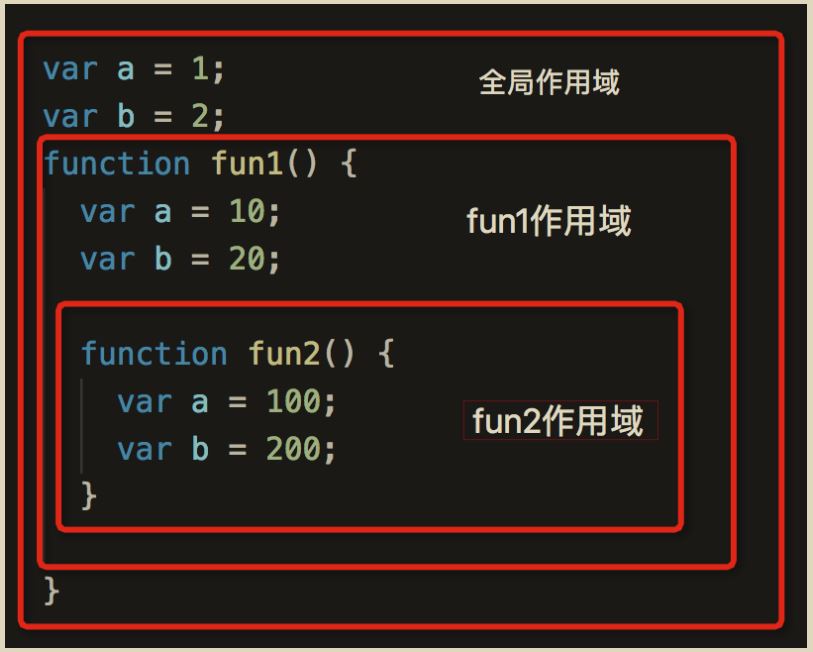 var a = 1;
全局作用域
var b = 2;
function fun1() {
var a = 10;
fun1作用域
var b = 20;
function fun2() {
var a = 100;
fun2作用域
var b = 200;
}
}